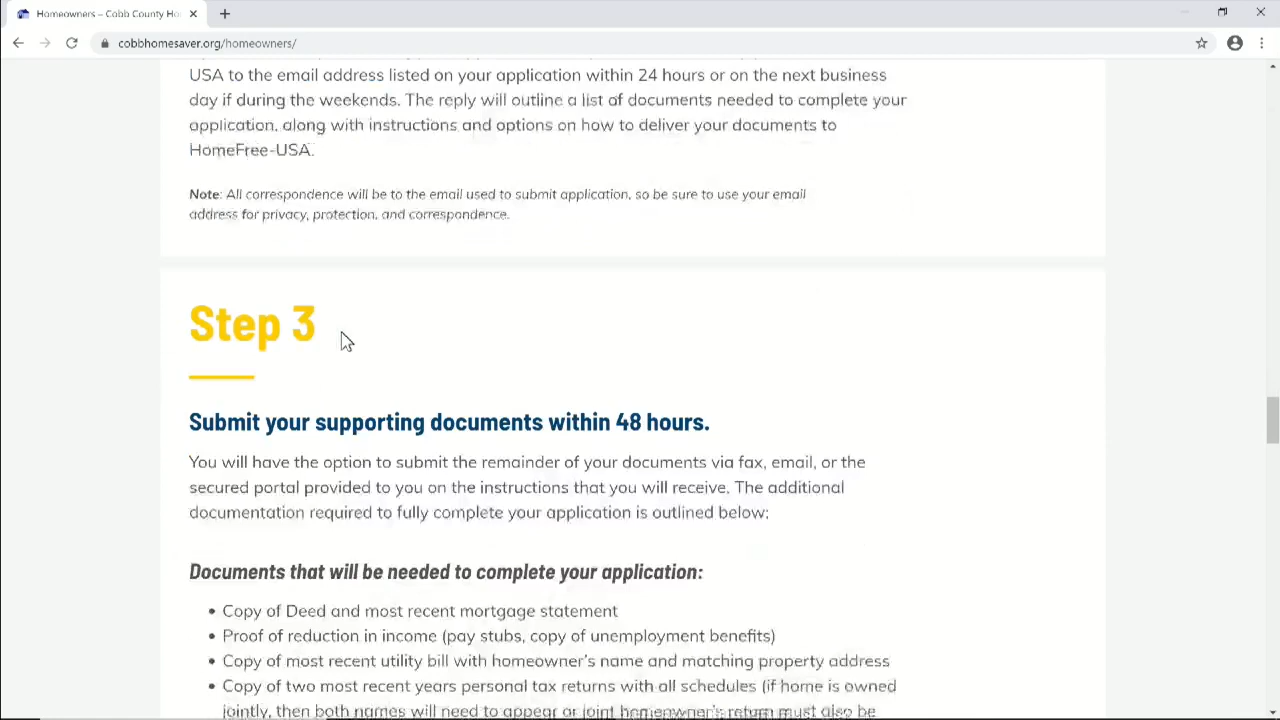 Homeowners – Cobb County Ho
cobbhomesaver.org/homeowners/
USA to the email address listed on your application within 24 hours or on the next business
day if during the weekends. The reply will outline a list of documents needed to complete your
application, along with instructions and options on how to deliver your documents to
HomeFree-USA.
Note: All correspondence will be to the email used to submit application, so be sure to use your email
address for privacy, protection, and correspondence.
Step 3
Submit your supporting documents within 48 hours.
You will have the option to submit the remainder of your documents via fax, email, or the
secured portal provided to you on the instructions that you will receive. The additional
documentation required to fully complete your application is outlined below:
Documents that will be needed to complete your application:
• Copy of Deed and most recent mortgage statement
• Proof of reduction in income (pay stubs, copy of unemployment benefits)
• Copy of most recent utility bill with homeowner's name and matching property address
• Copy of two most recent years personal tax returns with all schedules (if home is owned
jointly, then both names will need to appear or joint homeowner's return must also be